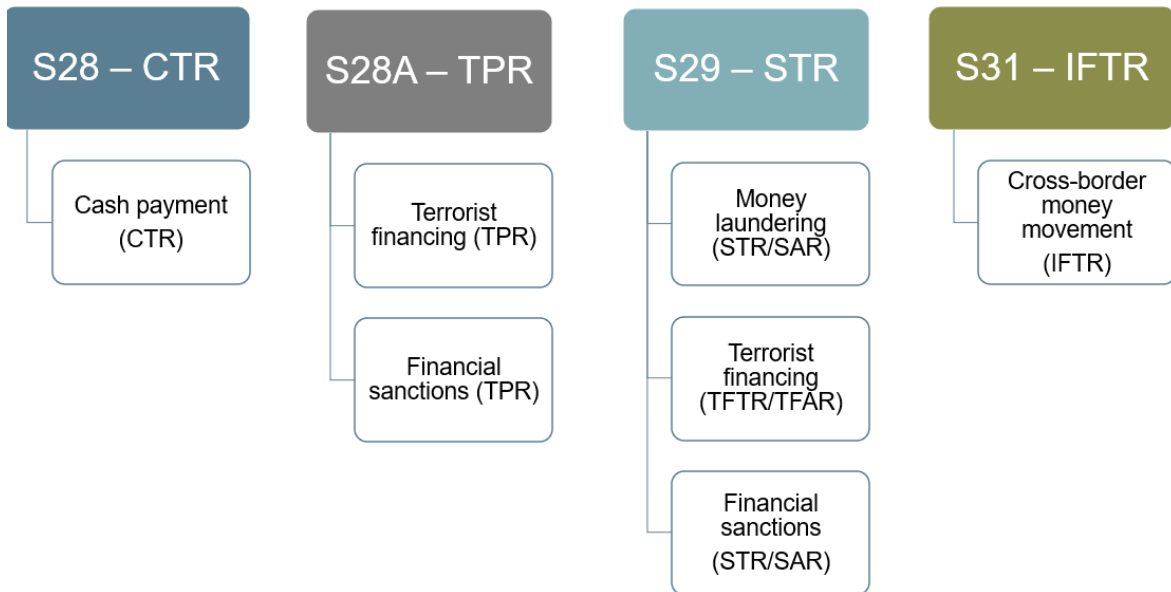 S28 – CTR
Cash payment
(CTR)
S28A – TPR
Terrorist
financing (TPR)
Financial
sanctions (TPR)
S29 – STR
Money
laundering
(STR/SAR)
Terrorist
financing
(TFTR/TFAR)
Financial
sanctions
(STR/SAR)
S31 – IFTR
Cross-border
money
movement
(IFTR)